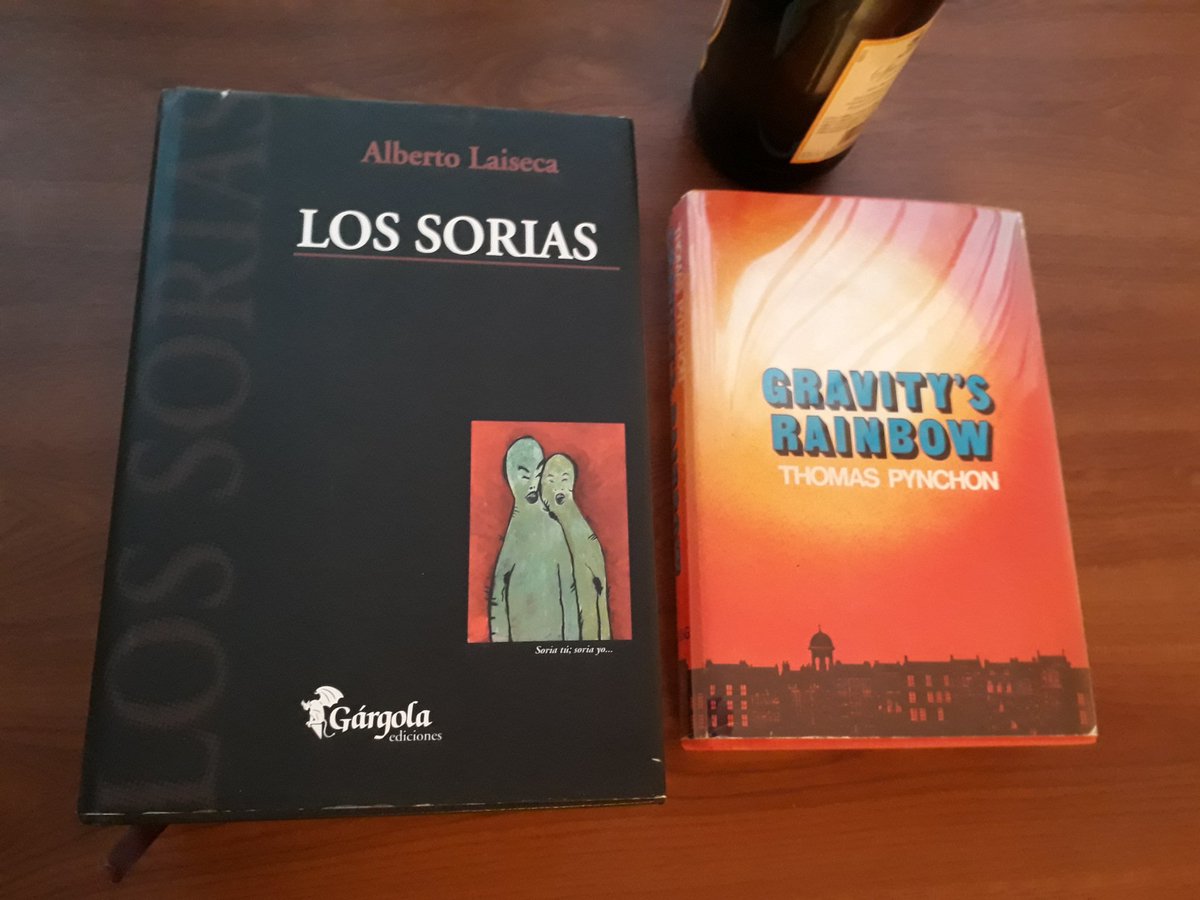 LOS SORIAS
Alberto Laiseca
LOS SORIAS
Soria tú; soria yo...
Gárgola
ediciones
GRAVITY'S
RAINBOW
THOMAS PYNCHON